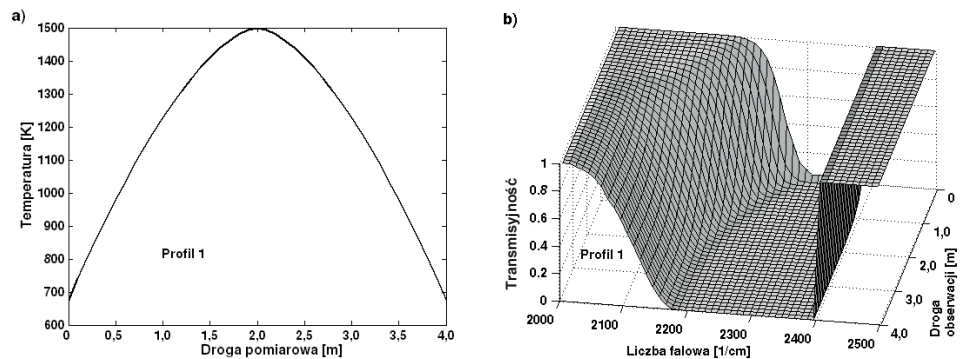 a)
Temperatura [K]
1500
1400
1300
1200
1100
1000
900
800
700
600
Profil 1
0 0,5 1,0 1,5 2,0 2,5 3,0 3,5 4,0
Droga pomiarowa [m]
b)
Transmisyjność
1
0.8
0.6
0.4
0.2
0
Profil 1
2000 2100 2200 2300 2400 2500
Liczba falowa [1/cm]
0
1,0
2,0
3,0
4,0
Droga
obserwacji [m]